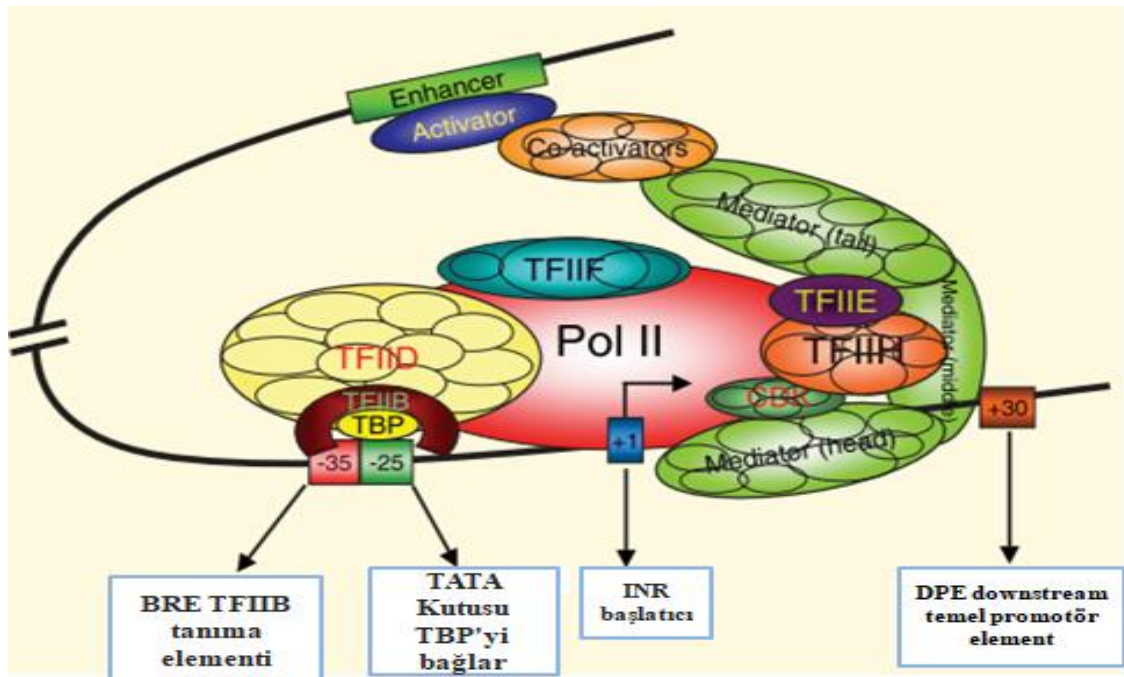 Enhancer
Activator
Co-activators
Mediator (tail)
TFIIF
TFIIE
Mediator (middle)
Pol II
TFIIH
TFIID
TFIIB
TBP
+30
+1
Mediator (head)
-35
-25
BRE TFIIB
tanıma
elementi
TATA
Kutusu
TBP'yi
bağlar
INR
başlatıcı
DPE downstream
temel promotör
element